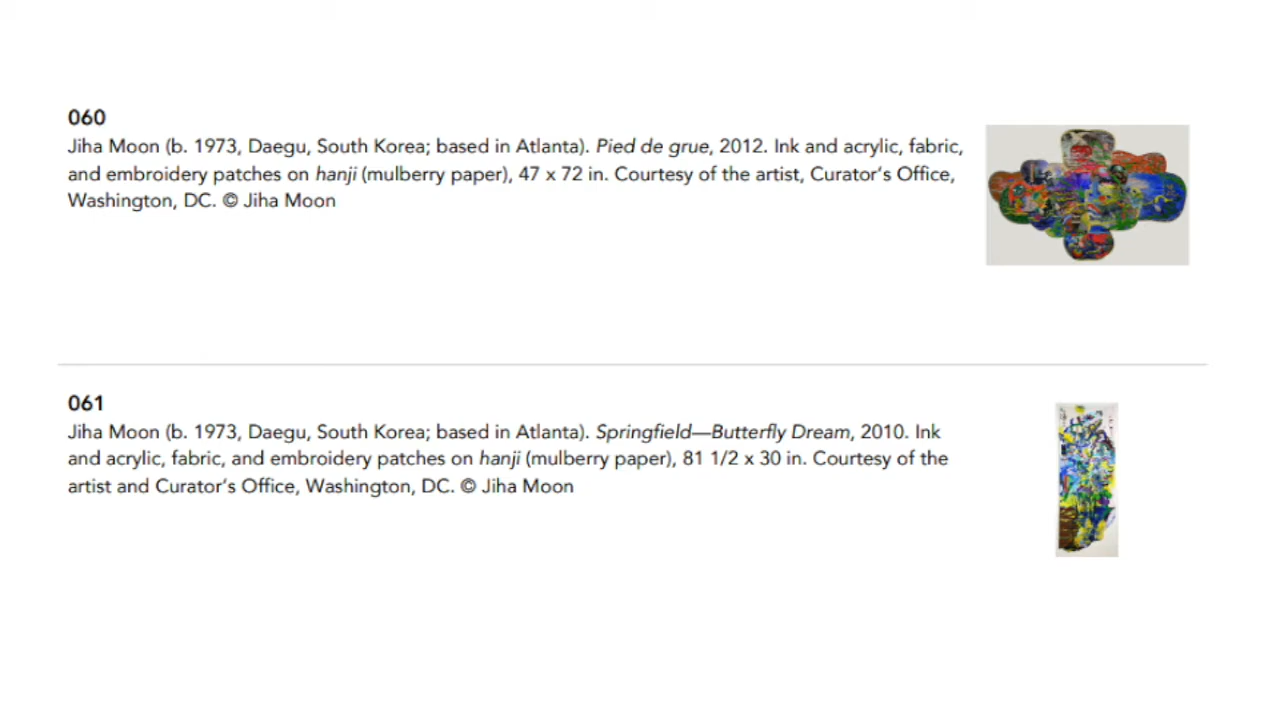 060
Jiha Moon (b. 1973, Daegu, South Korea; based in Atlanta). Pied de grue, 2012. Ink and acrylic, fabric,
and embroidery patches on hanji (mulberry paper), 47 x 72 in. Courtesy of the artist, Curator's Office,
Washington, DC. © Jiha Moon
061
Jiha Moon (b. 1973, Daegu, South Korea; based in Atlanta). Springfield—Butterfly Dream, 2010. Ink
and acrylic, fabric, and embroidery patches on hanji (mulberry paper), 81 1/2 x 30 in. Courtesy of the
artist and Curator's Office, Washington, DC. © Jiha Moon